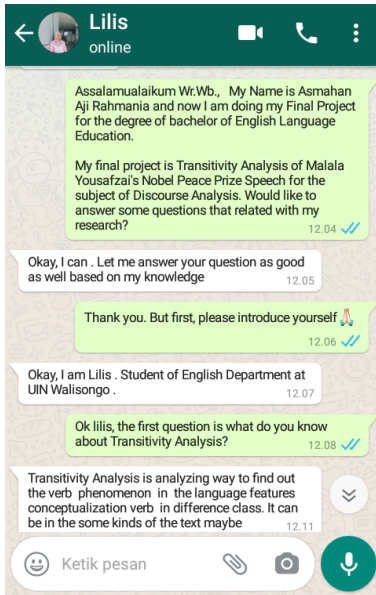 Lilis
online
Assalamualaikum Wr.Wb., My Name is Asmahan
Aji Rahmania and now I am doing my Final Project
for the degree of bachelor of English Language
Education.
My final project is Transitivity Analysis of Malala
Yousafzai's Nobel Peace Prize Speech for the
subject of Discourse Analysis. Would like to
answer some questions that related with my
research?
12.04
Okay, I can . Let me answer your question as good
as well based on my knowledge
12.05
Thank you. But first, please introduce yourself🙏🏻
12.06
Okay, I am Lilis . Student of English Department at
UIN Walisongo .
12.07
Ok lilis, the first question is what do you know
about Transitivity Analysis?
12.08
Transitivity Analysis is analyzing way to find out
the verb phenomenon in the language features
conceptualization verb in difference class. It can
be in the some kinds of the text maybe
12.11
Ketik pesan